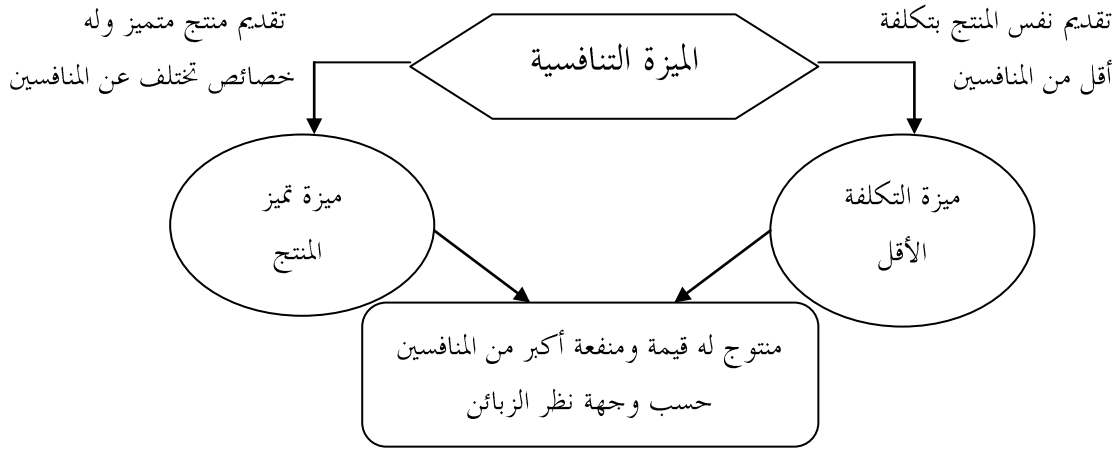 الميزة التنافسية
تقديم نفس المنتج بتكلفة
أقل من المنافسين
تقديم منتج متميز وله
خصائص تختلف عن المنافسين
ميزة التكلفة
الأقل
ميزة تميز
المنتج
منتوج له قيمة ومنفعة أكبر من المنافسين
حسب وجهة نظر الزبائن